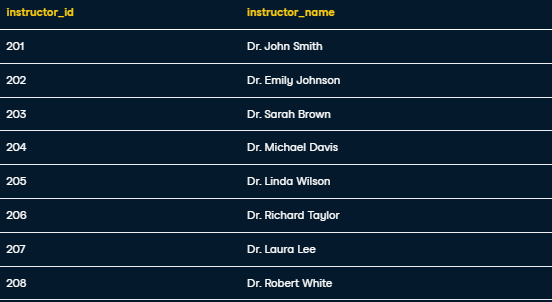 instructor_id instructor_name
201 Dr. John Smith
202 Dr. Emily Johnson
203 Dr. Sarah Brown
204 Dr. Michael Davis
205 Dr. Linda Wilson
206 Dr. Richard Taylor
207 Dr. Laura Lee
208 Dr. Robert White